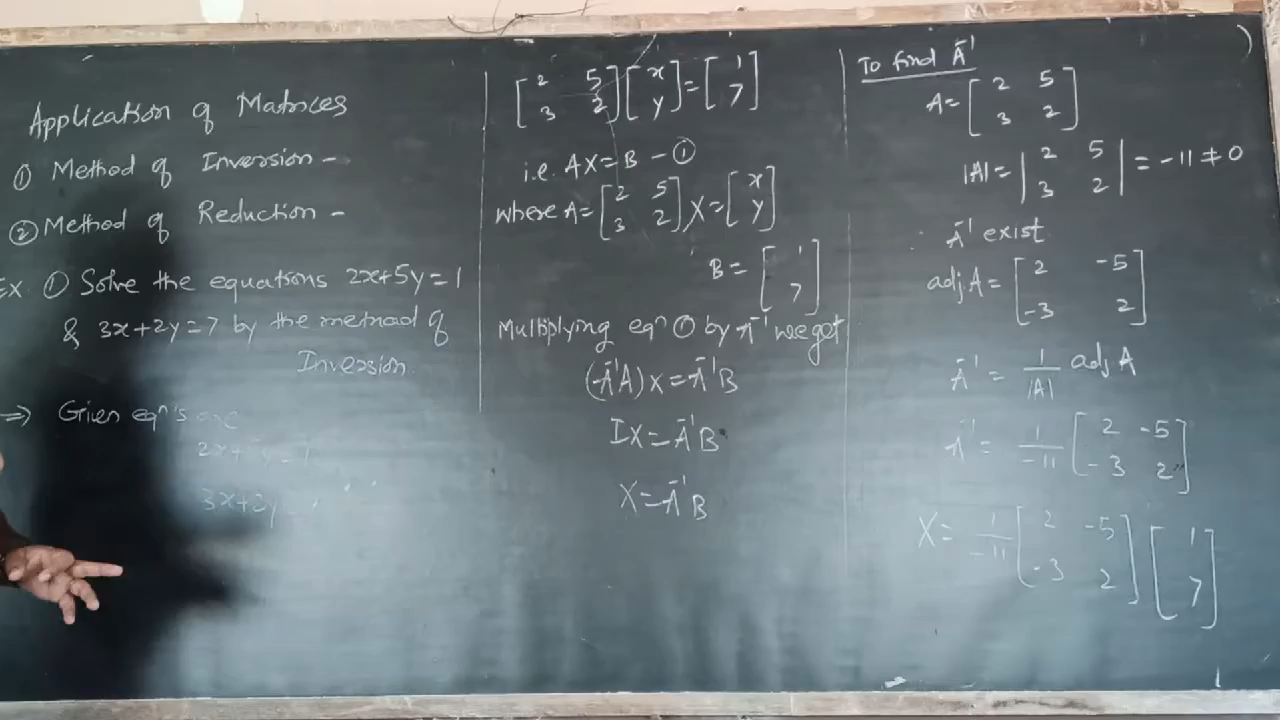 Application of Matrices
① Method of Inversion -
② Method of Reduction -
Ex ① Solve the equations 2x+5y=1
& 3x+2y=7 by the method of
Inversion.
⇒ Given eqⁿ's are
2x+5y=1
3x+2y=
[2 5; 3 2] [x; y] = [1; 7]
i.e. AX=B -①
where A= [2 5; 3 2] X= [x; y]
B= [1; 7]
Multiplying eqⁿ ① by A⁻¹ we get
(A⁻¹A)X=A⁻¹B
IX=A⁻¹B
X=A⁻¹B
To find A⁻¹
A= [2 5; 3 2]
|A|= |2 5; 3 2| = -11 ≠ 0
∴ A⁻¹ exist
adj A= [2 -5; -3 2]
A⁻¹ = 1/|A| adj A
A⁻¹ = 1/-11 [2 -5; -3 2]
X= 1/-11 [2 -5; -3 2] [1; 7]